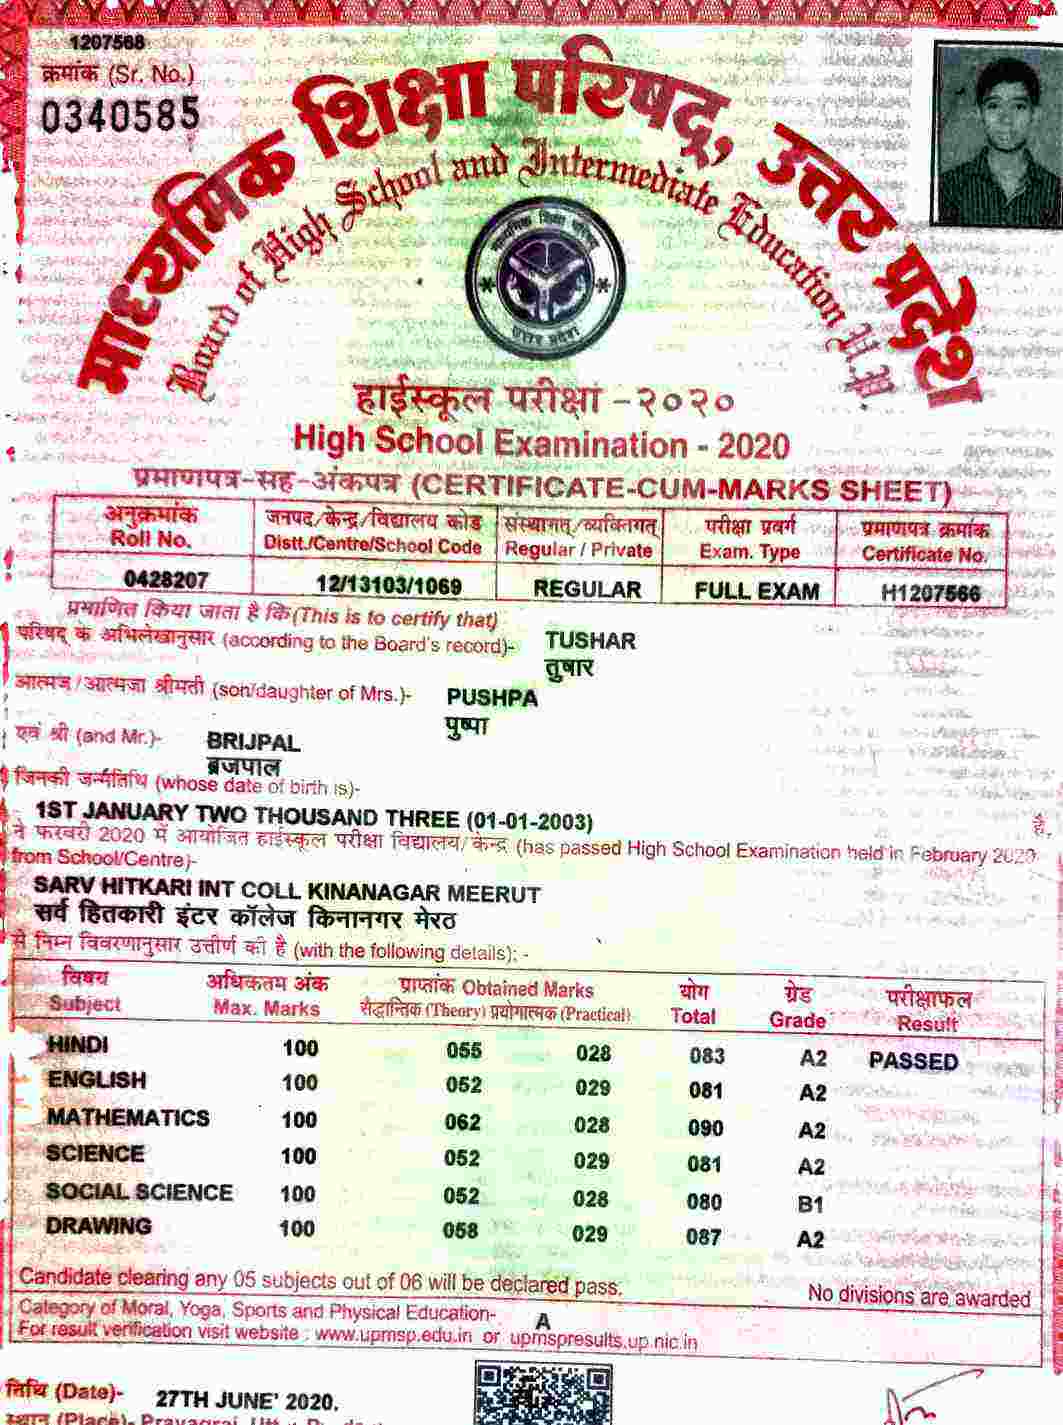 1207568
क्रमांक (Sr. No.)
0340585
माध्यमिक शिक्षा परिषद्, उत्तर प्रदेश
Board of High School and Intermediate Education U.P.
माध्यमिक शिक्षा परिषद
उत्तर प्रदेश
हाईस्कूल परीक्षा - २०२०
High School Examination - 2020
प्रमाणपत्र-सह-अंकपत्र (CERTIFICATE-CUM-MARKS SHEET)
अनुक्रमांक जनपद/केन्द्र/विद्यालय कोड संस्थागत्/व्यक्तिगत् परीक्षा प्रवर्ग प्रमाणपत्र क्रमांक
Roll No. Distt./Centre/School Code Regular / Private Exam. Type Certificate No.
0428207 12/13103/1069 REGULAR FULL EXAM H1207566
प्रमाणित किया जाता है कि (This is to certify that)
परिषद् के अभिलेखानुसार (according to the Board's record)- TUSHAR
तुषार
आत्मज/आत्मजा श्रीमती (son/daughter of Mrs.)- PUSHPA
पुष्पा
एवं श्री (and Mr.)- BRIJPAL
ब्रजपाल
जिनकी जन्मतिथि (whose date of birth is)-
1ST JANUARY TWO THOUSAND THREE (01-01-2003) है,
ने फरवरी 2020 में आयोजित हाईस्कूल परीक्षा विद्यालय/केन्द्र (has passed High School Examination held in February 2020
from School/Centre)-
SARV HITKARI INT COLL KINANAGAR MEERUT
सर्व हितकारी इंटर कॉलेज किनानगर मेरठ
से निम्न विवरणानुसार उत्तीर्ण की है (with the following details): -
विषय अधिकतम अंक प्राप्तांक Obtained Marks योग ग्रेड परीक्षाफल
Subject Max. Marks सैद्धान्तिक (Theory) प्रयोगात्मक (Practical) Total Grade Result
HINDI 100 055 028 083 A2 PASSED
ENGLISH 100 052 029 081 A2
MATHEMATICS 100 062 028 090 A2
SCIENCE 100 052 029 081 A2
SOCIAL SCIENCE 100 052 028 080 B1
DRAWING 100 058 029 087 A2
Candidate clearing any 05 subjects out of 06 will be declared pass. No divisions are awarded
Category of Moral, Yoga, Sports and Physical Education- A
For result verification visit website : www.upmsp.edu.in or upmspresults.up.nic.in
तिथि (Date)- 27TH JUNE' 2020.
स्थान (Place)- Prayagraj,